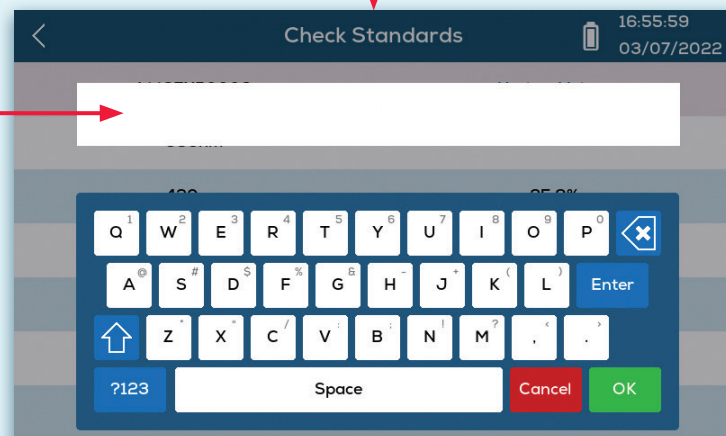 16:55:59
Check Standards
03/07/2022
420
Q 1 W 2 E 3 R 4 T 5 Y 6 U 7 I 8 O 9 P 0
A @ S # D $ F % G & H - J + K ( L ) Enter
Z * X " C / V : B ; N ! M ? , ‹ . ›
?123 Space Cancel OK